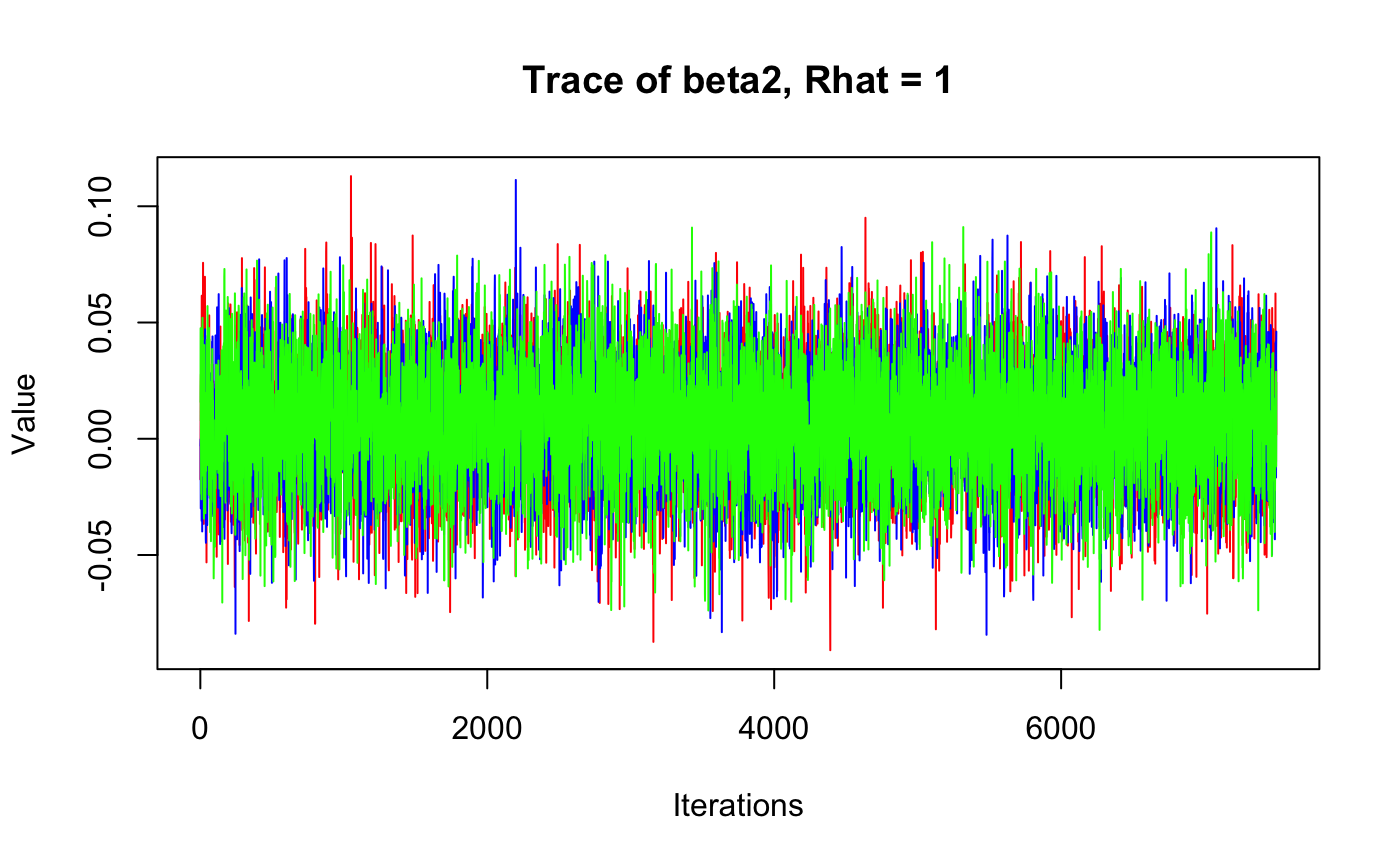 Trace of beta2, Rhat = 1
Value
0.10
0.05
0.00
-0.05
0
2000
4000
6000
Iterations